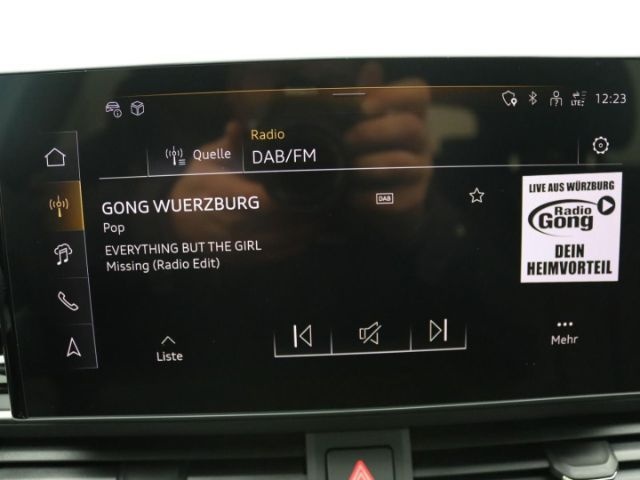 LTE
12:23
Radio
Quelle
DAB/FM
GONG WUERZBURG
DAB
Pop
EVERYTHING BUT THE GIRL
Missing (Radio Edit)
LIVE AUS WÜRZBURG
Radio
Gong
DEIN
HEIMVORTEIL
Liste
Mehr